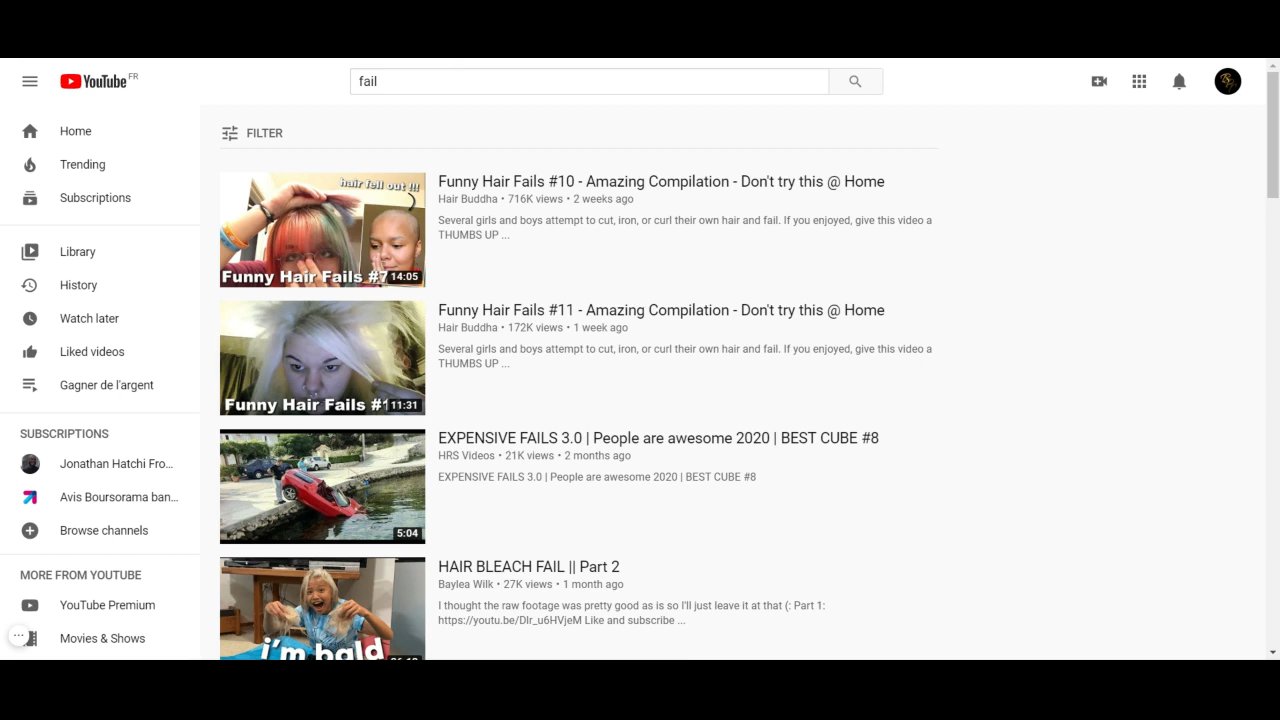 YouTube FR
fail
Home
Trending
Subscriptions
Library
History
Watch later
Liked videos
Gagner de l'argent
SUBSCRIPTIONS
Jonathan Hatchi Fro...
Avis Boursorama ban...
Browse channels
MORE FROM YOUTUBE
YouTube Premium
Movies & Shows
FILTER
hair fell out !!!
Funny Hair Fails #7
14:05
Funny Hair Fails #10 - Amazing Compilation - Don't try this @ Home
Hair Buddha • 716K views • 2 weeks ago
Several girls and boys attempt to cut, iron, or curl their own hair and fail. If you enjoyed, give this video a
THUMBS UP ...
Funny Hair Fails #1
11:31
Funny Hair Fails #11 - Amazing Compilation - Don't try this @ Home
Hair Buddha • 172K views • 1 week ago
Several girls and boys attempt to cut, iron, or curl their own hair and fail. If you enjoyed, give this video a
THUMBS UP ...
5:04
EXPENSIVE FAILS 3.0 | People are awesome 2020 | BEST CUBE #8
HRS Videos • 21K views • 2 months ago
EXPENSIVE FAILS 3.0 | People are awesome 2020 | BEST CUBE #8
i'm bald
HAIR BLEACH FAIL || Part 2
Baylea Wilk • 27K views • 1 month ago
I thought the raw footage was pretty good as is so I'll just leave it at that (: Part 1:
https://youtu.be/DIr_u6HVjeM Like and subscribe ...